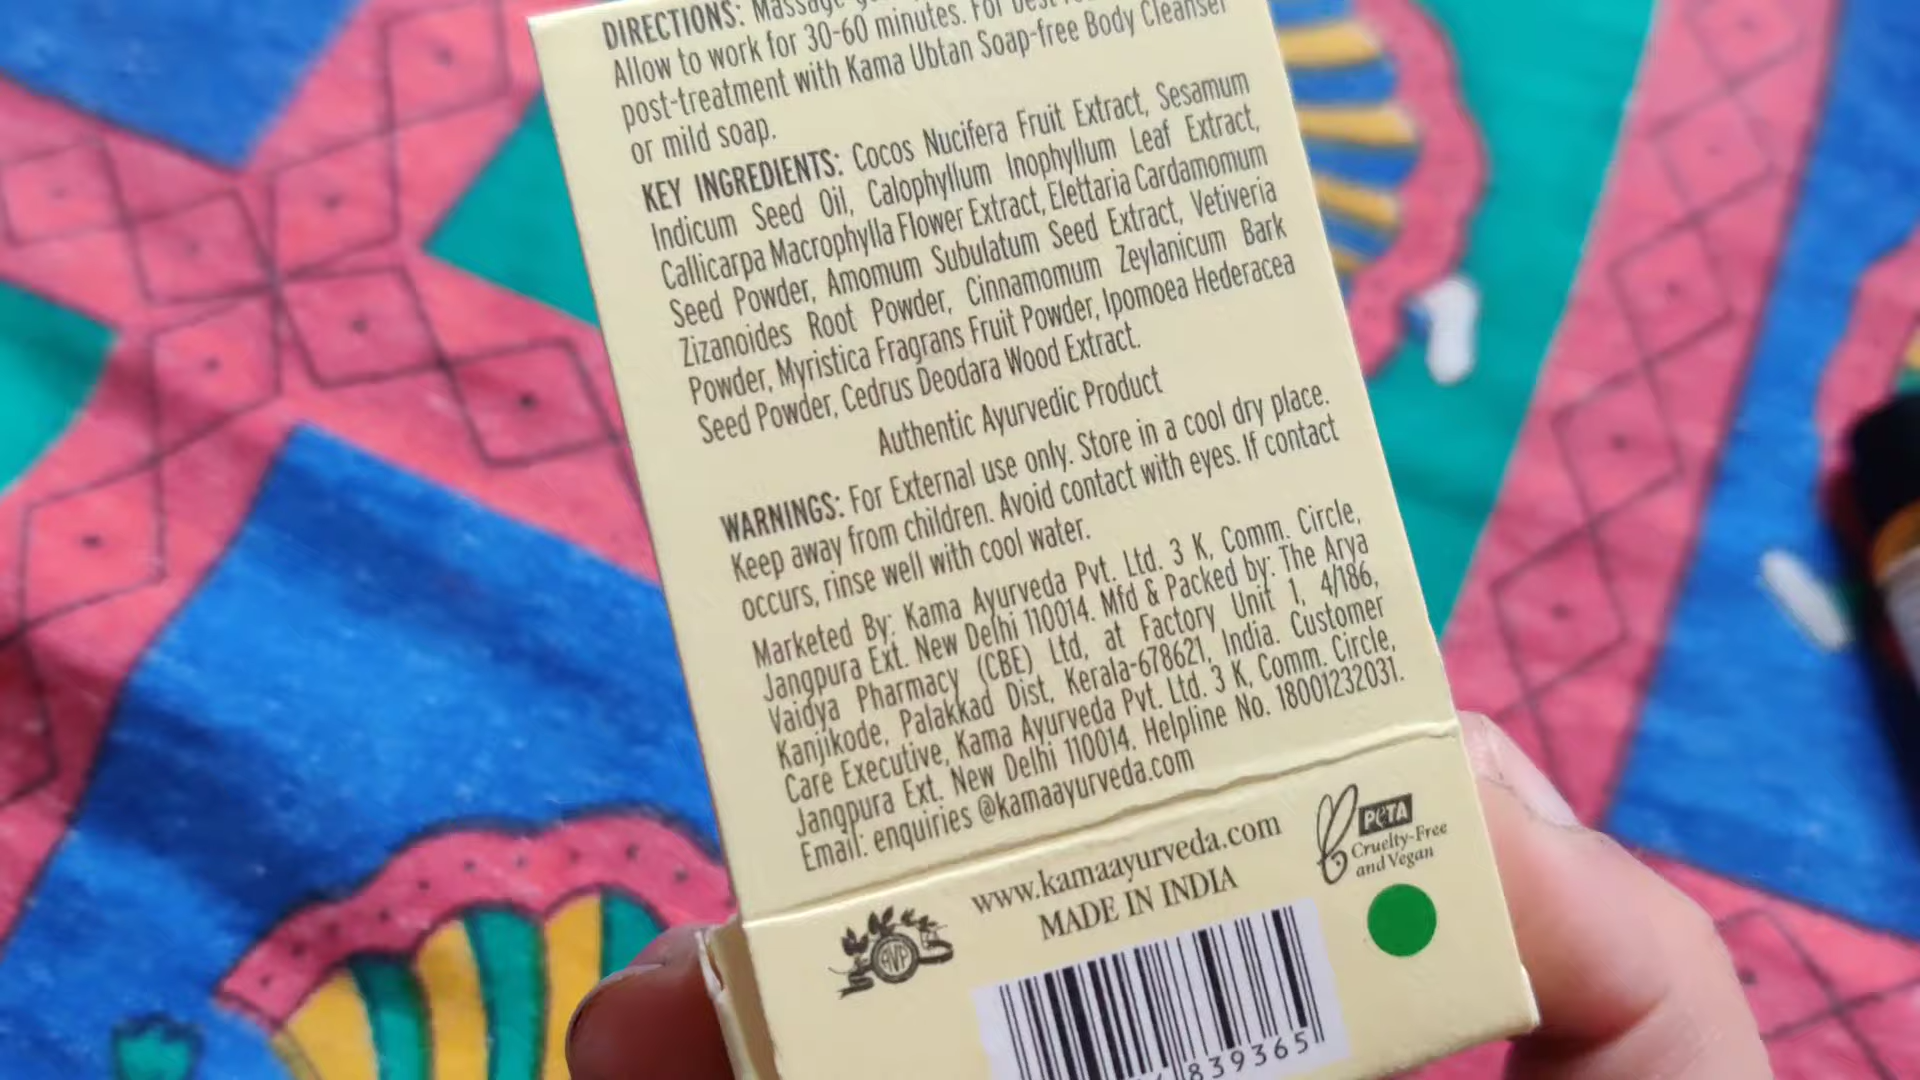 DIRECTIONS: Massage
Allow to work for 30-60 minutes. For best
post-treatment with Kama Ubtan Soap-free Body Cleanser
or mild soap.
KEY INGREDIENTS: Cocos Nucifera Fruit Extract, Sesamum
Indicum Seed Oil, Calophyllum Inophyllum Leaf Extract,
Callicarpa Macrophylla Flower Extract, Elettaria Cardamomum
Seed Powder, Amomum Subulatum Seed Extract, Vetiveria
Zizanoides Root Powder, Cinnamomum Zeylanicum Bark
Powder, Myristica Fragrans Fruit Powder, Ipomoea Hederacea
Seed Powder, Cedrus Deodara Wood Extract.
Authentic Ayurvedic Product
WARNINGS: For External use only. Store in a cool dry place.
Keep away from children. Avoid contact with eyes. If contact
occurs, rinse well with cool water.
Marketed By: Kama Ayurveda Pvt. Ltd. 3 K, Comm. Circle,
Jangpura Ext. New Delhi 110014. Mfd & Packed by: The Arya
Vaidya Pharmacy (CBE) Ltd, at Factory Unit 1, 4/186,
Kanjikode, Palakkad Dist, Kerala-678621, India. Customer
Care Executive, Kama Ayurveda Pvt. Ltd. 3 K, Comm. Circle,
Jangpura Ext. New Delhi 110014. Helpline No. 18001232031.
Email: enquiries @kamaayurveda.com
www.kamaayurveda.com
MADE IN INDIA
PETA
Cruelty-Free
and Vegan
AVP
839365